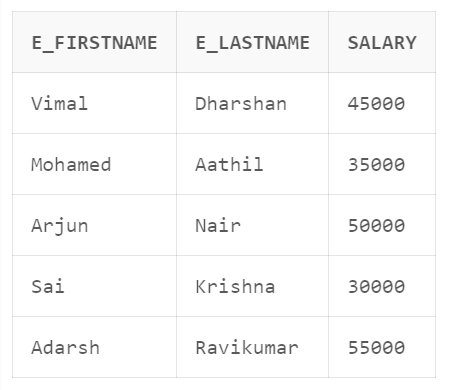 E_FIRSTNAME E_LASTNAME SALARY
Vimal Dharshan 45000
Mohamed Aathil 35000
Arjun Nair 50000
Sai Krishna 30000
Adarsh Ravikumar 55000